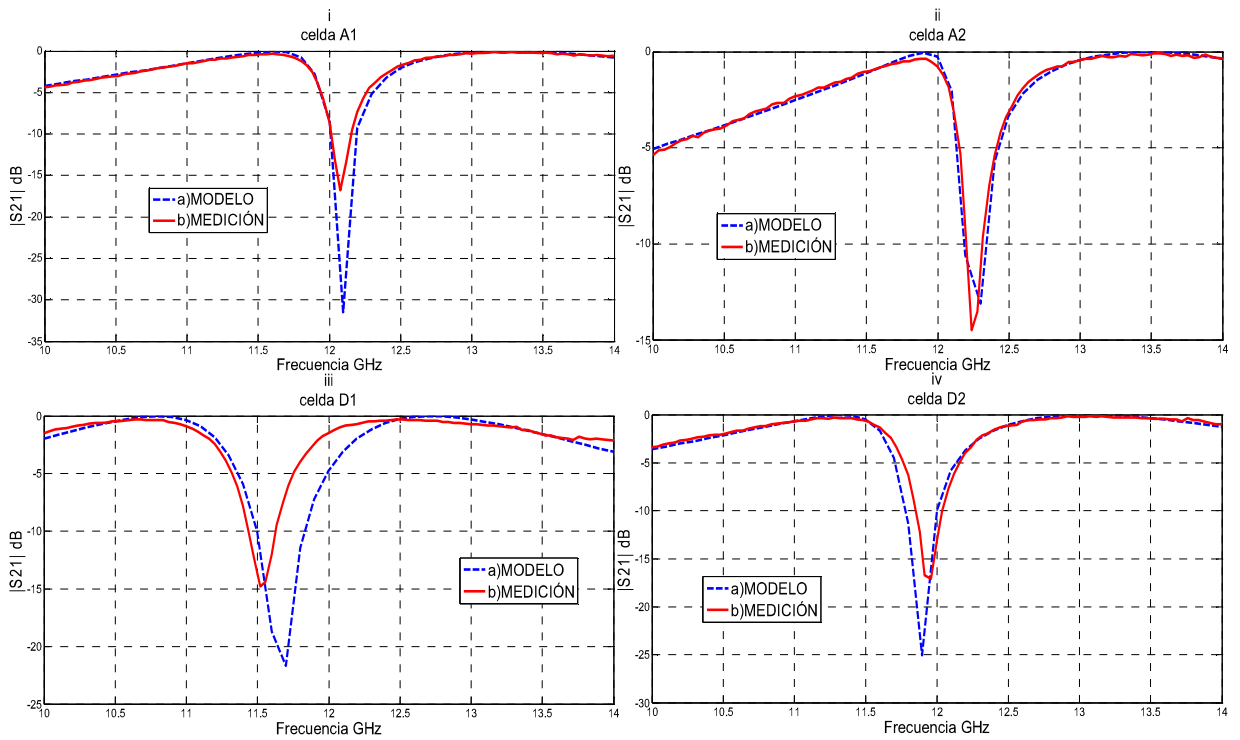 i
celda A1
0
-5
-10
-15
-20
-25
-30
-35
|S21| dB
a)MODELO
b)MEDICIÓN
10 10.5 11 11.5 12 12.5 13 13.5 14
Frecuencia GHz
ii
celda A2
0
-5
-10
-15
|S21| dB
a)MODELO
b)MEDICIÓN
10 10.5 11 11.5 12 12.5 13 13.5 14
Frecuencia GHz
iii
celda D1
0
-5
-10
-15
-20
-25
|S21| dB
a)MODELO
b)MEDICIÓN
10 10.5 11 11.5 12 12.5 13 13.5 14
Frecuencia GHz
iv
celda D2
0
-5
-10
-15
-20
-25
-30
|S21| dB
a)MODELO
b)MEDICIÓN
10 10.5 11 11.5 12 12.5 13 13.5 14
Frecuencia GHz